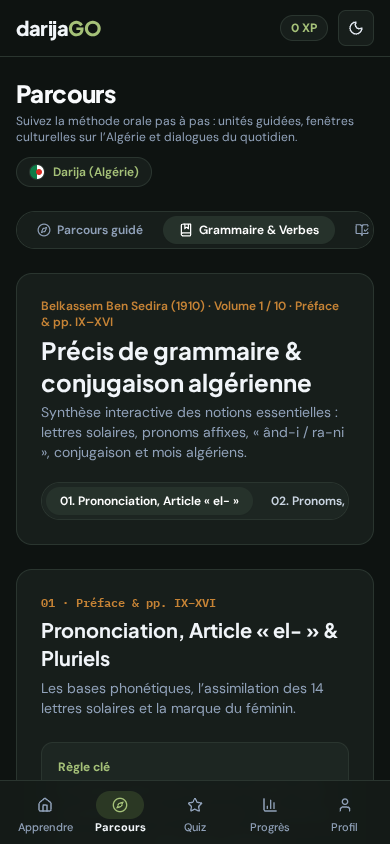 darijaGO
0 XP
Parcours
Suivez la méthode orale pas à pas : unités guidées, fenêtres
culturelles sur l'Algérie et dialogues du quotidien.
Darija (Algérie)
Parcours guidé
Grammaire & Verbes
Belkassem Ben Sedira (1910) · Volume 1 / 10 · Préface
& pp. IX–XVI
Précis de grammaire &
conjugaison algérienne
Synthèse interactive des notions essentielles :
lettres solaires, pronoms affixes, « ând-i / ra-ni
», conjugaison et mois algériens.
01. Prononciation, Article « el- »
02. Pronoms,
01 · Préface & pp. IX–XVI
Prononciation, Article « el- » &
Pluriels
Les bases phonétiques, l'assimilation des 14
lettres solaires et la marque du féminin.
Règle clé
Apprendre
Parcours
Quiz
Progrès
Profil